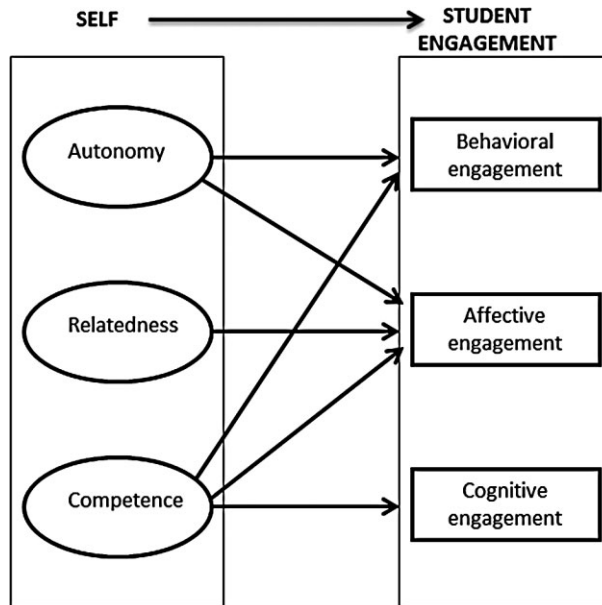 SELF
STUDENT
ENGAGEMENT
Autonomy
Behavioral
engagement
Relatedness
Affective
engagement
Competence
Cognitive
engagement